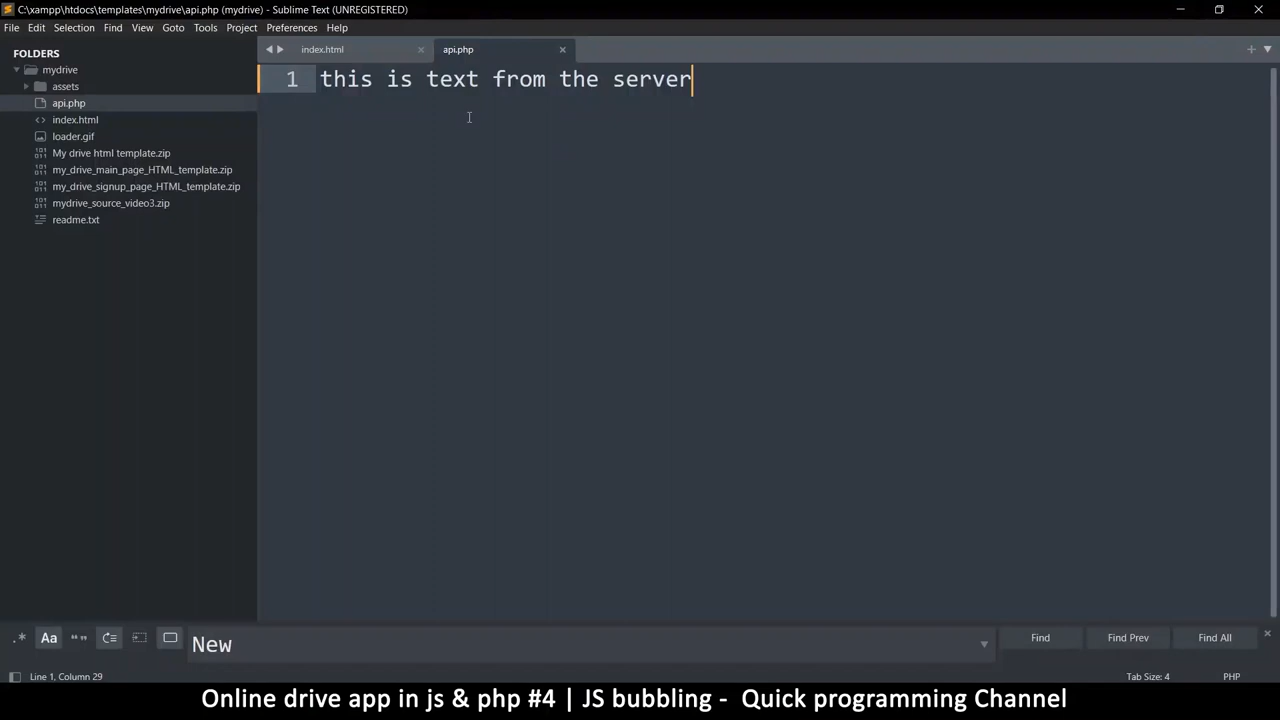 C:\xampp\htdocs\templates\mydrive\api.php (mydrive) - Sublime Text (UNREGISTERED)
File Edit Selection Find View Goto Tools Project Preferences Help
FOLDERS
mydrive
assets
api.php
index.html
loader.gif
My drive html template.zip
my_drive_main_page_HTML_template.zip
my_drive_signup_page_HTML_template.zip
mydrive_source_video3.zip
readme.txt
index.html api.php
1 this is text from the server
.* Aa “” New Find Find Prev Find All
Line 1, Column 29 Tab Size: 4 PHP
Online drive app in js & php #4 | JS bubbling - Quick programming Channel